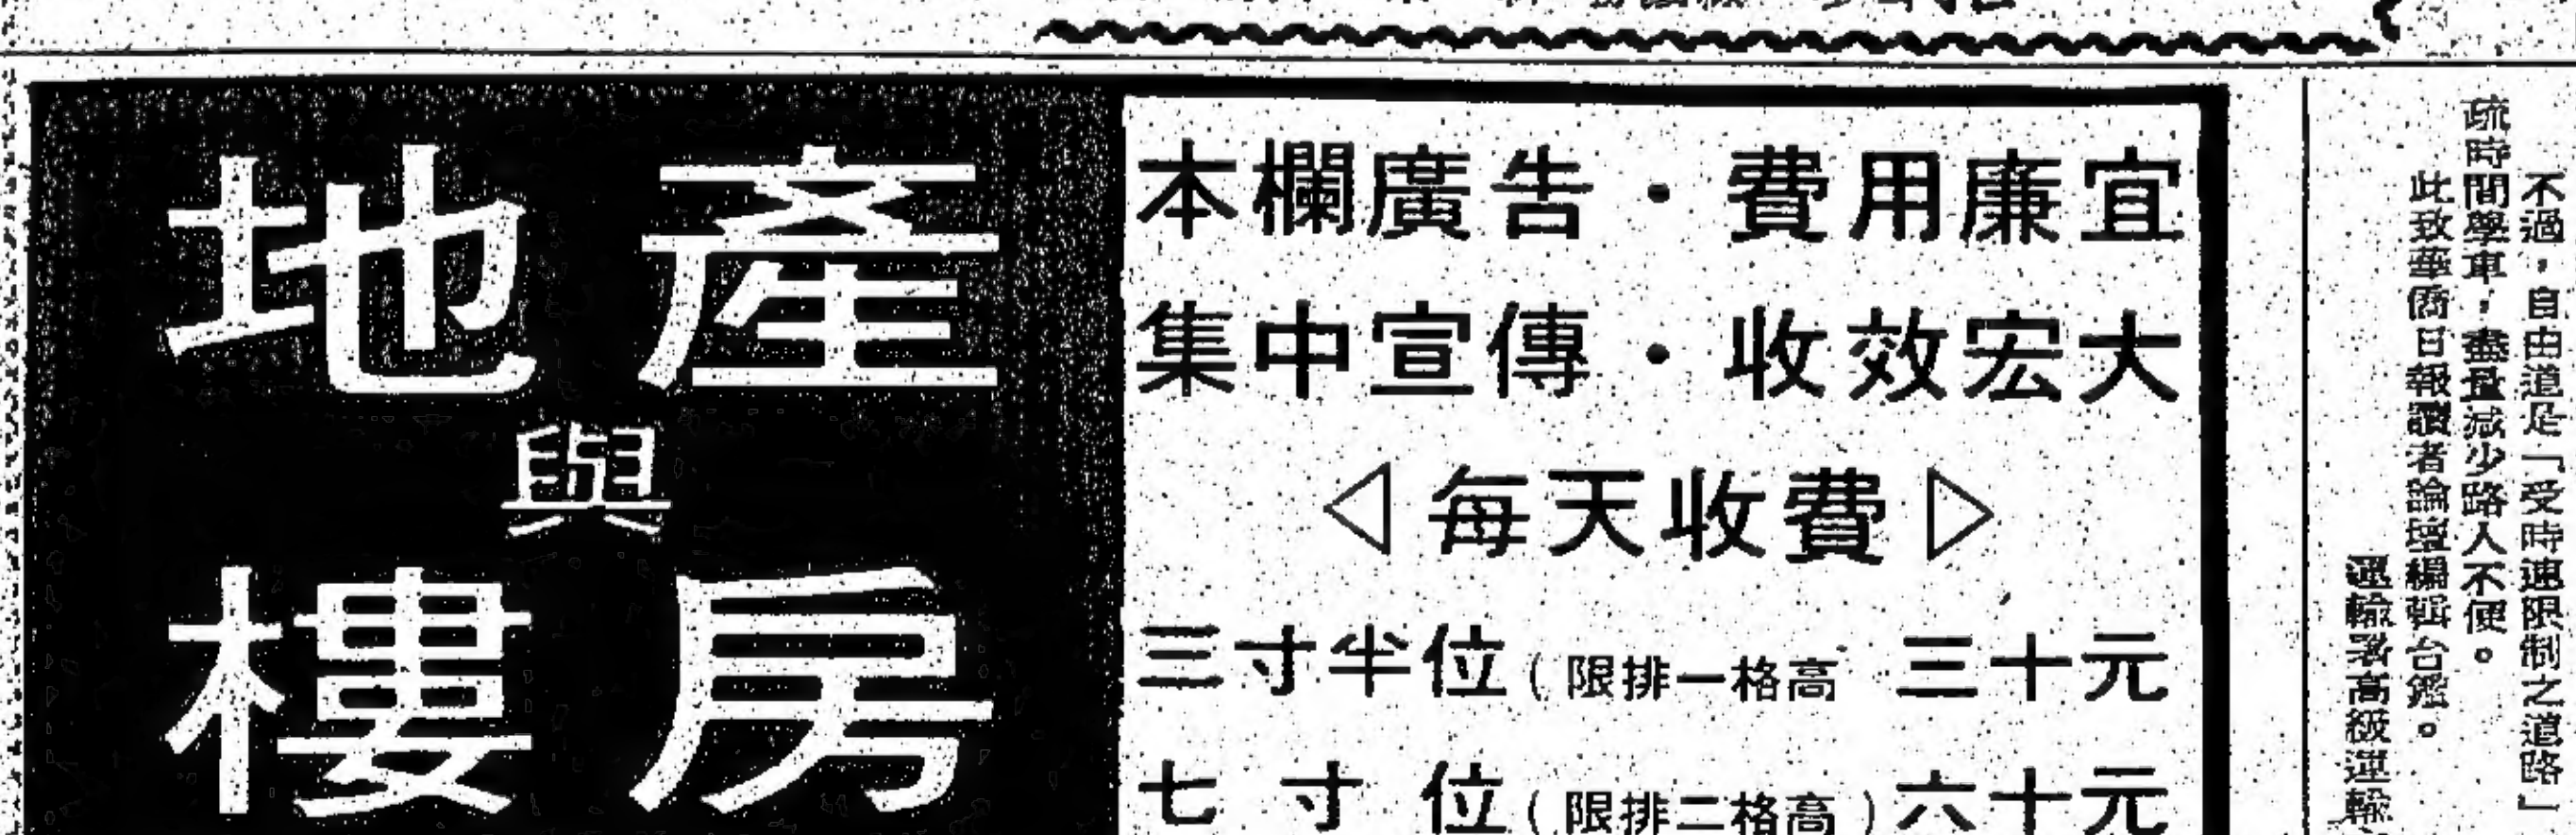 地產
與
樓房
本欄廣告・費用廉宜
集中宣傳・收效宏大
◁每天收費▷
三寸半位(限排一格高 三十元
七寸位(限排二格高)六十元
不過，自由道是「受時速限制之道路」
疏時間學車，盡量減少路人不便。
此致華僑日報讀者論壇編輯台鑑。
運輸署高級運輸